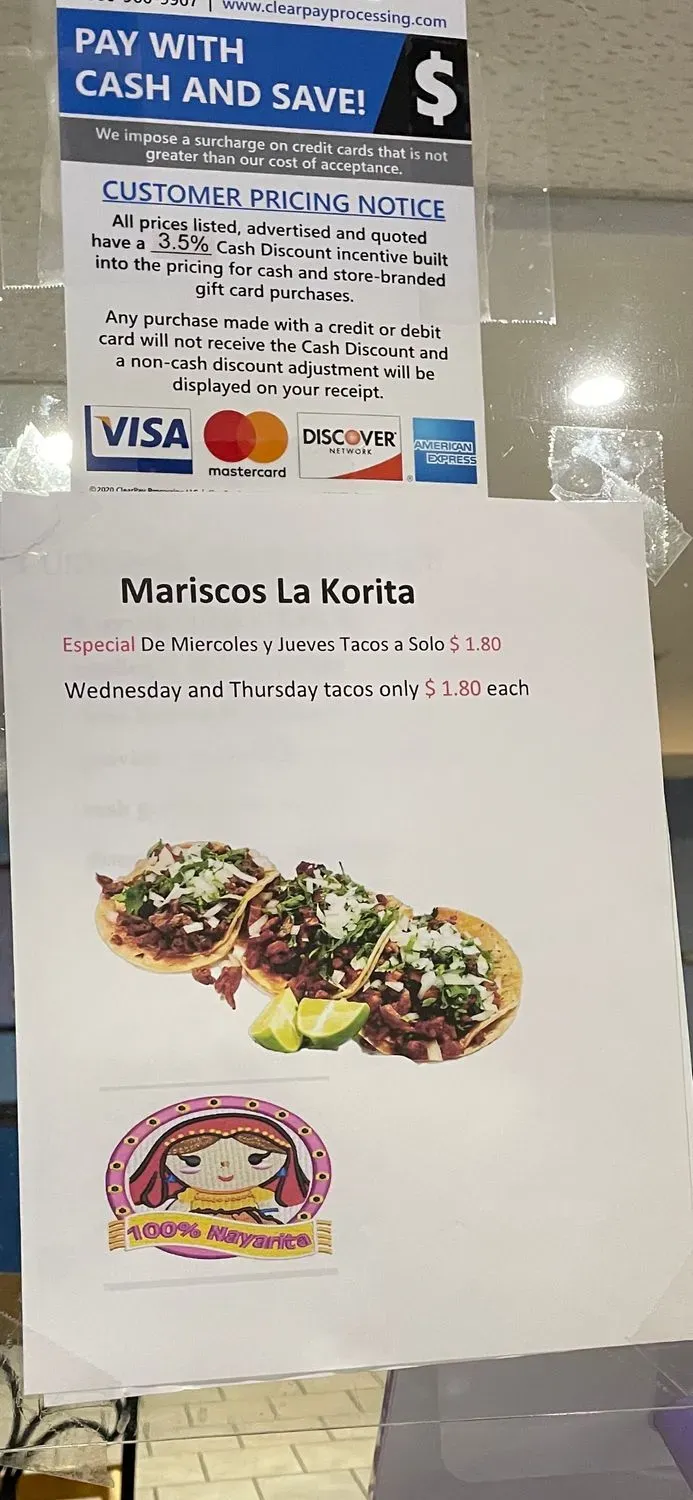 www.clearpayprocessing.com
PAY WITH
CASH AND SAVE!
$
We impose a surcharge on credit cards that is not
greater than our cost of acceptance.
CUSTOMER PRICING NOTICE
All prices listed, advertised and quoted
have a 3.5% Cash Discount incentive built
into the pricing for cash and store-branded
gift card purchases.
Any purchase made with a credit or debit
card will not receive the Cash Discount and
a non-cash discount adjustment will be
displayed on your receipt.
VISA
mastercard
DISCOVER
NETWORK
AMERICAN
EXPRESS
Mariscos La Korita
Especial De Miercoles y Jueves Tacos a Solo $ 1.80
Wednesday and Thursday tacos only $ 1.80 each
100% Nayarita